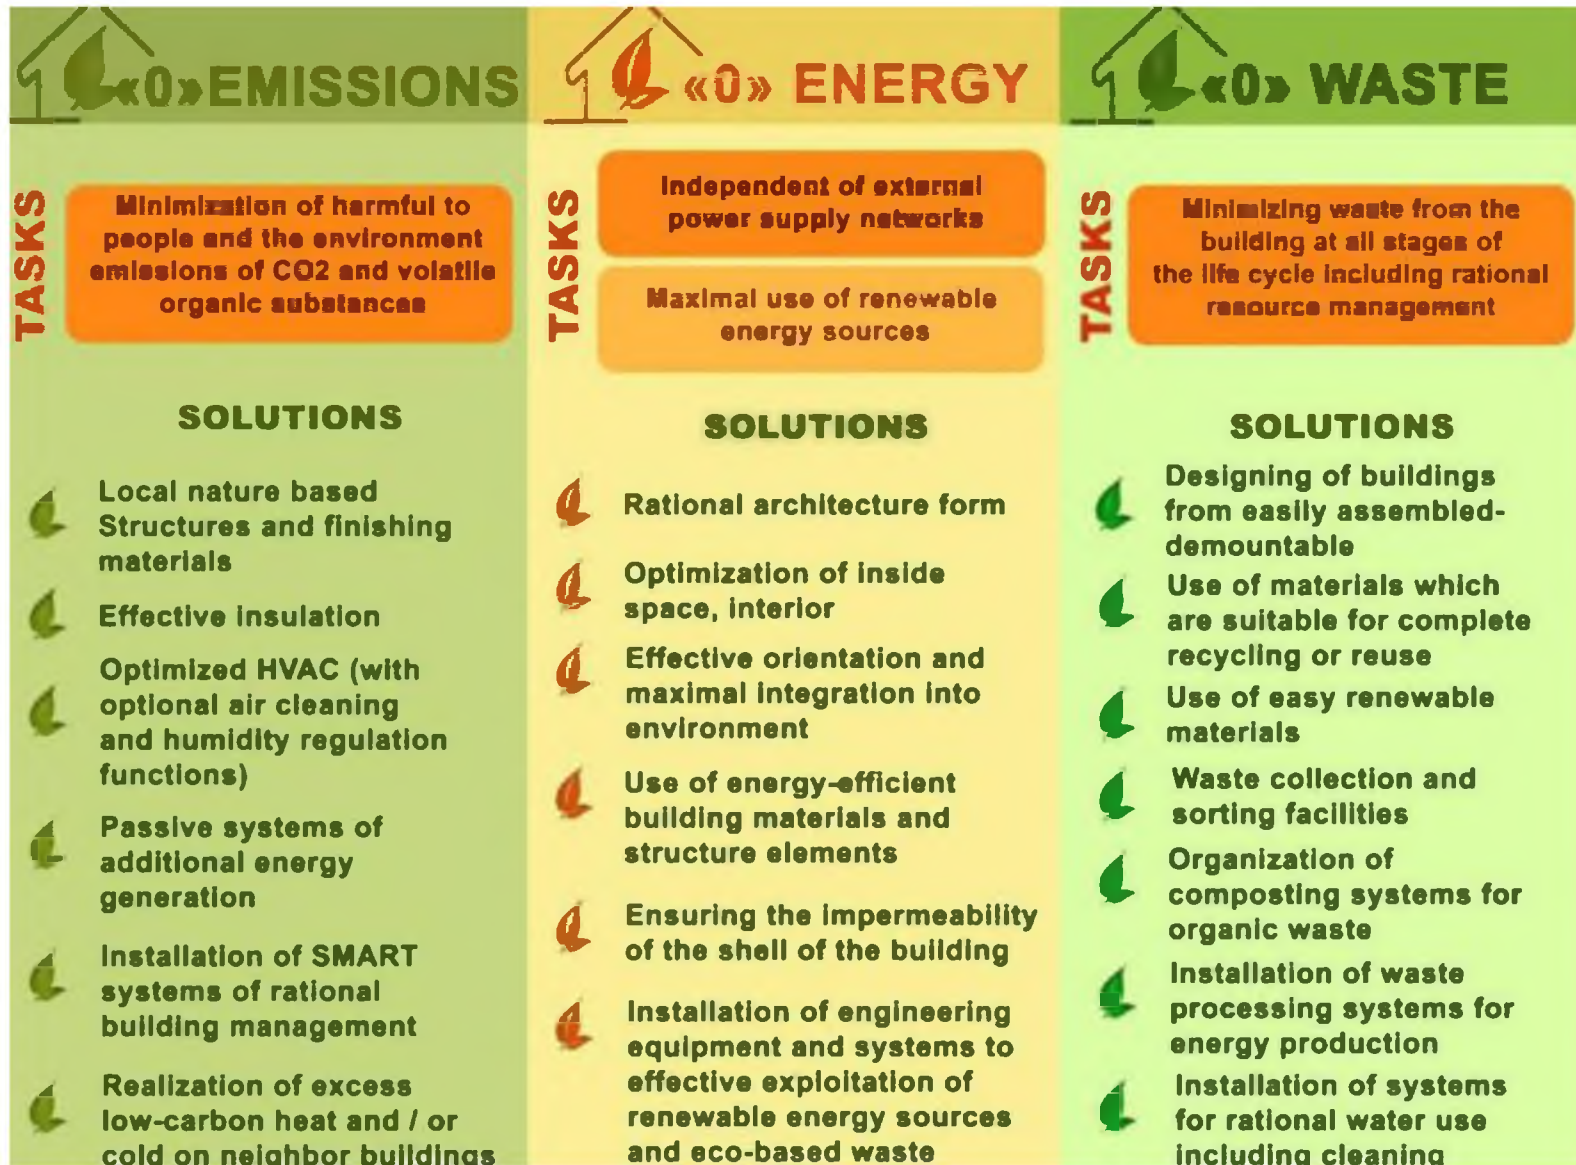 «0» EMISSIONS
TASKS
Minimization of harmful to
people and the environment
emissions of CO2 and volatile
organic substances
SOLUTIONS
Local nature based
Structures and finishing
materials
Effective insulation
Optimized HVAC (with
optional air cleaning
and humidity regulation
functions)
Passive systems of
additional energy
generation
Installation of SMART
systems of rational
building management
Realization of excess
low-carbon heat and / or
cold on neighbor buildings
«0» ENERGY
TASKS
Independent of external
power supply networks
Maximal use of renewable
energy sources
SOLUTIONS
Rational architecture form
Optimization of inside
space, interior
Effective orientation and
maximal integration into
environment
Use of energy-efficient
building materials and
structure elements
Ensuring the impermeability
of the shell of the building
Installation of engineering
equipment and systems to
effective exploitation of
renewable energy sources
and eco-based waste
«0» WASTE
TASKS
Minimizing waste from the
building at all stages of
the life cycle including rational
resource management
SOLUTIONS
Designing of buildings
from easily assembled-
demountable
Use of materials which
are suitable for complete
recycling or reuse
Use of easy renewable
materials
Waste collection and
sorting facilities
Organization of
composting systems for
organic waste
Installation of waste
processing systems for
energy production
Installation of systems
for rational water use
including cleaning